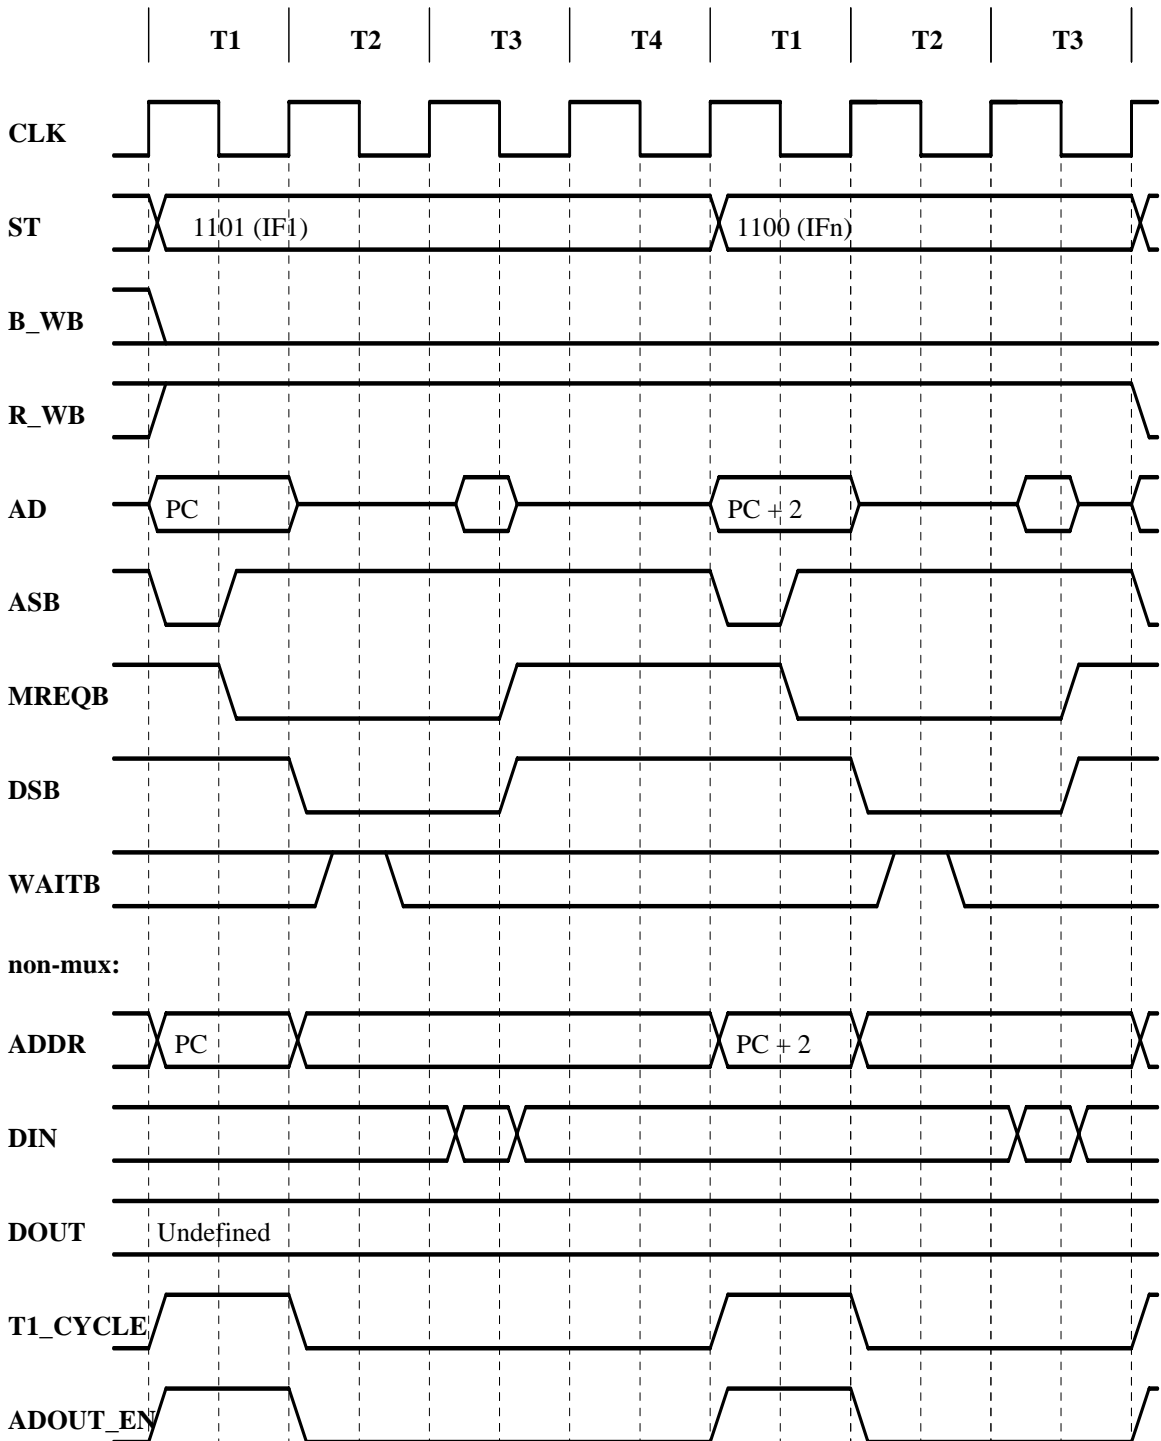 T1 T2 T3 T4 T1 T2 T3
CLK
ST 1101 (IF1) 1100 (IFn)
B_WB
R_WB
AD PC PC + 2
ASB
MREQB
DSB
WAITB
non-mux:
ADDR PC PC + 2
DIN
DOUT Undefined
T1_CYCLE
ADOUT_EN